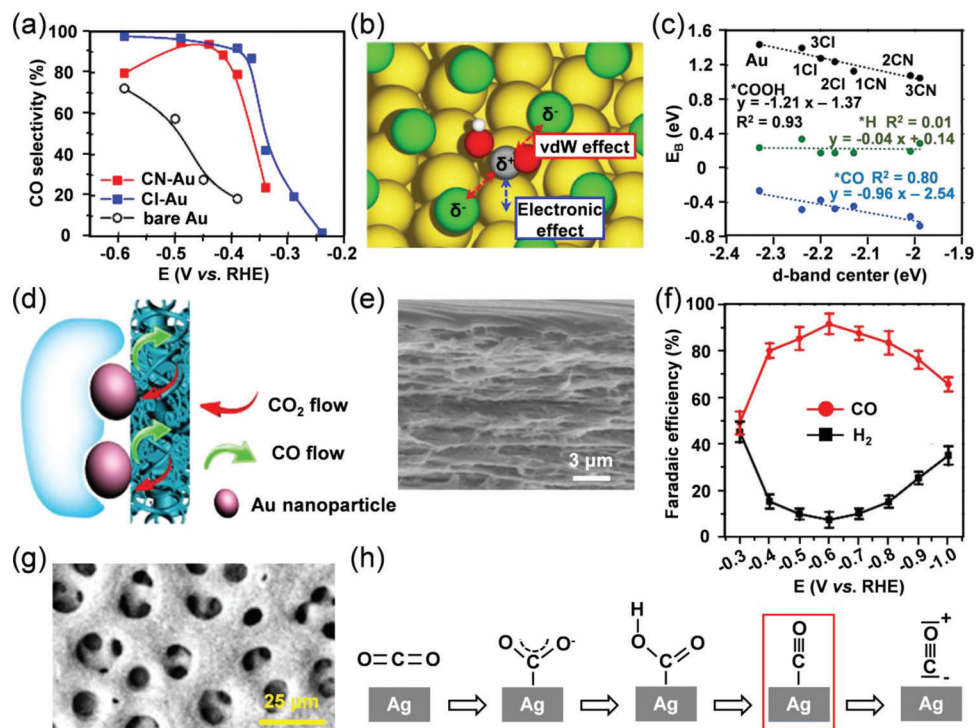 (a)
CO selectivity (%)
100
80
60
40
20
0
CN-Au
Cl-Au
bare Au
-0.6
-0.5
-0.4
-0.3
-0.2
E (V vs. RHE)
(b)
δ-
δ+
δ-
vdW effect
Electronic
effect
(c)
E_B (eV)
1.6
1.2
0.8
0.4
0
-0.4
-0.8
Au
3Cl
1Cl
2Cl
1CN
2CN
3CN
*COOH
y = -1.21 x – 1.37
R² = 0.93
*H R² = 0.01
y = -0.04 x + 0.14
*CO R² = 0.80
y = -0.96 x – 2.54
-2.4
-2.3
-2.2
-2.1
-2
-1.9
d-band center (eV)
(d)
CO₂ flow
CO flow
Au nanoparticle
(e)
3 μm
(f)
Faradaic efficiency (%)
100
80
60
40
20
0
CO
H₂
-0.3
-0.4
-0.5
-0.6
-0.7
-0.8
-0.9
-1.0
E (V vs. RHE)
(g)
25 μm
(h)
O=C=O
Ag
O O-
C
Ag
H
O O
C
Ag
O
≡
C
Ag
O+
≡
C-
Ag